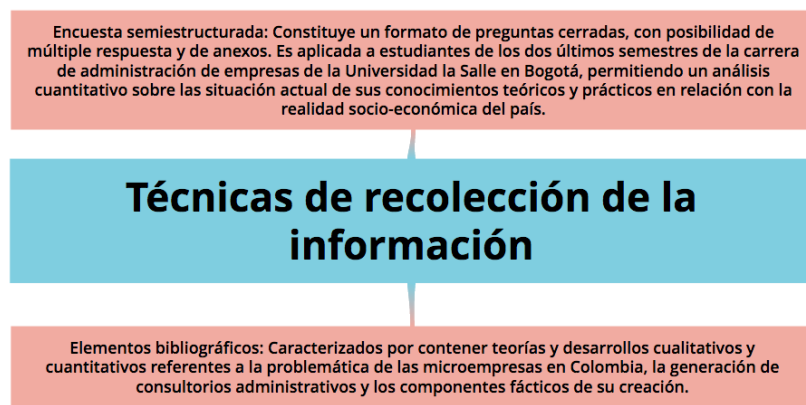 Encuesta semiestructurada: Constituye un formato de preguntas cerradas, con posibilidad de
múltiple respuesta y de anexos. Es aplicada a estudiantes de los dos últimos semestres de la carrera
de administración de empresas de la Universidad la Salle en Bogotá, permitiendo un análisis
cuantitativo sobre las situación actual de sus conocimientos teóricos y prácticos en relación con la
realidad socio-económica del país.
Técnicas de recolección de la
información
Elementos bibliográficos: Caracterizados por contener teorías y desarrollos cualitativos y
cuantitativos referentes a la problemática de las microempresas en Colombia, la generación de
consultorios administrativos y los componentes fácticos de su creación.